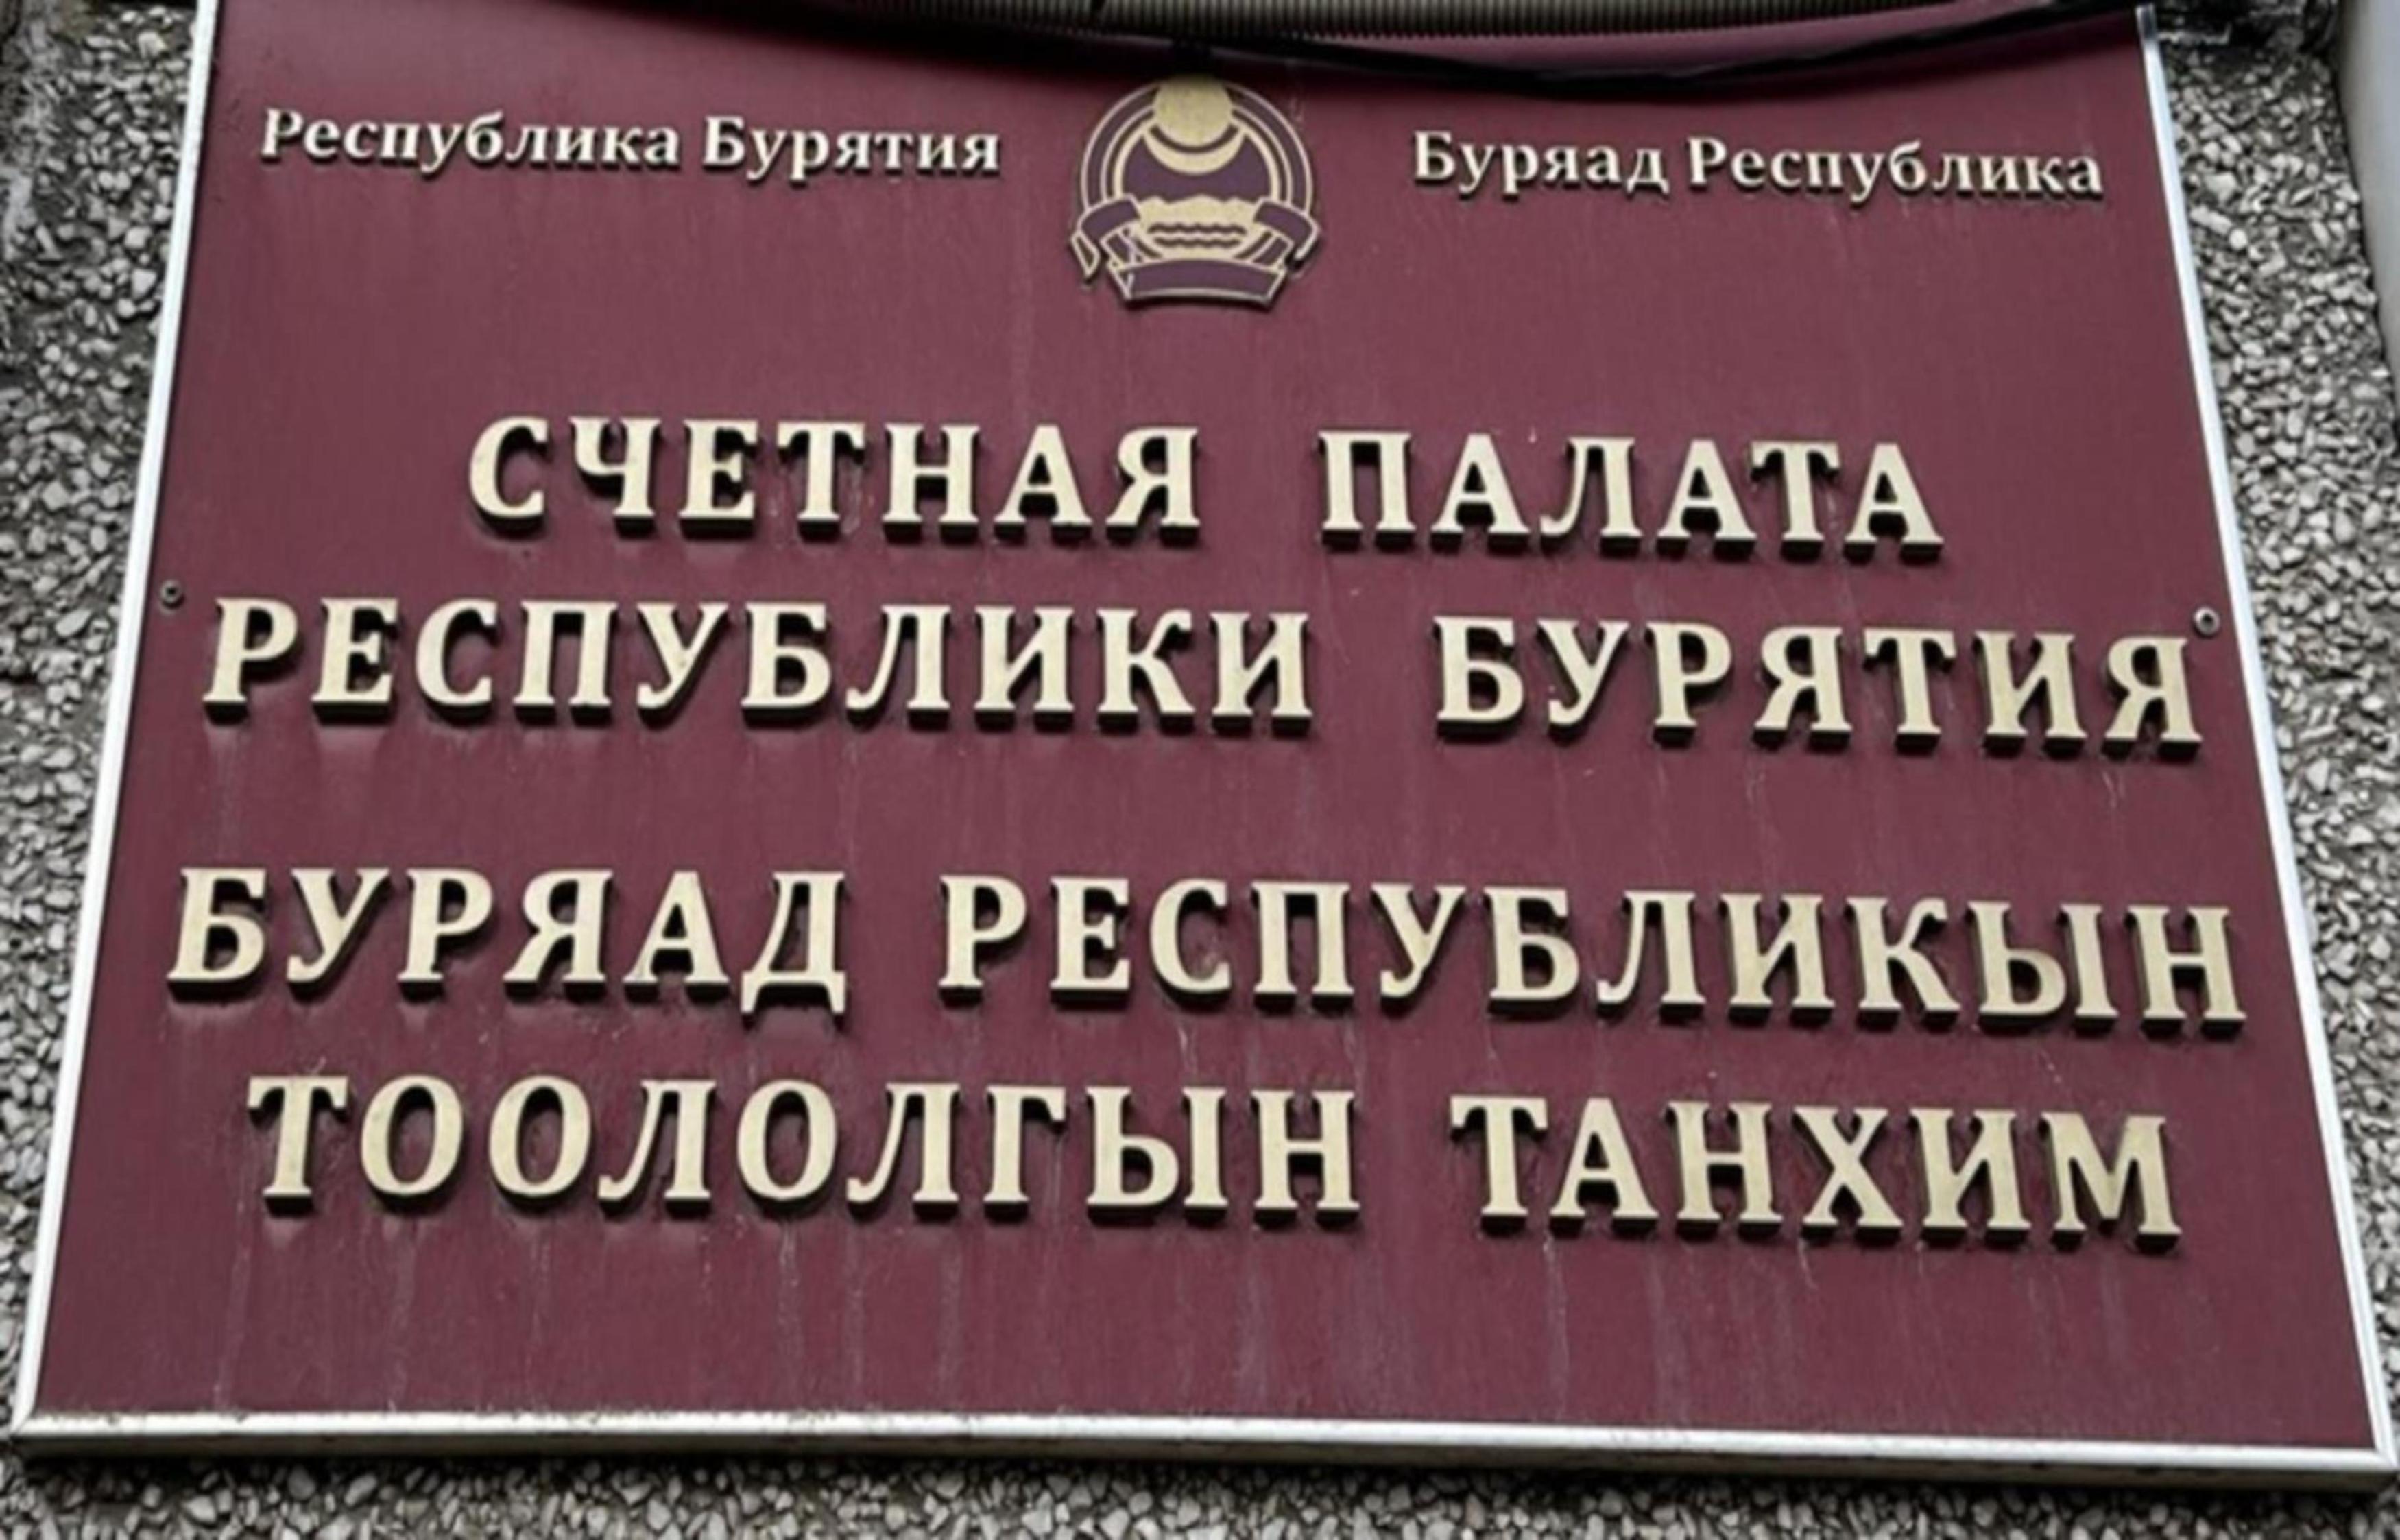 Республика Бурятия
Буряад Республика
СЧЕТНАЯ ПАЛАТА
РЕСПУБЛИКИ БУРЯТИЯ
БУРЯАД РЕСПУБЛИКЫН
ТООЛОЛГЫН ТАНХИМ